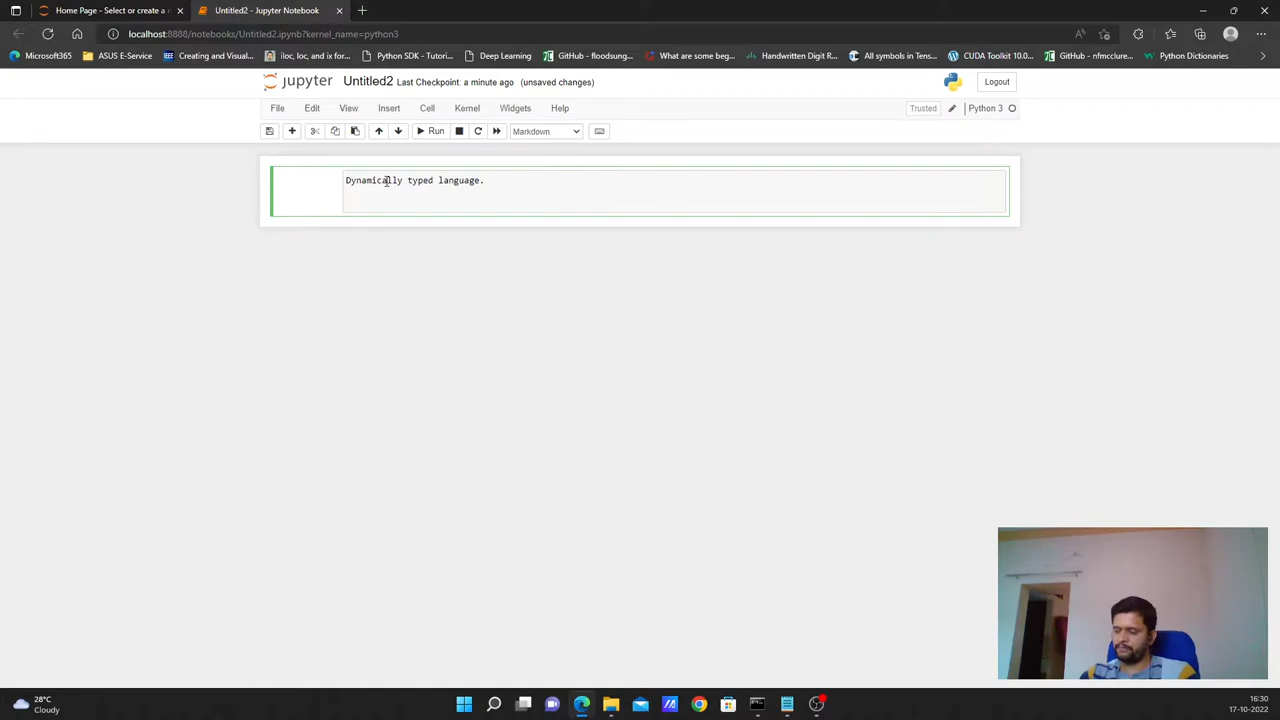 Home Page - Select or create a n
Untitled2 - Jupyter Notebook
localhost:8888/notebooks/Untitled2.ipynb?kernel_name=python3
Microsoft365
ASUS E-Service
Creating and Visual...
iloc, loc, and ix for...
Python SDK - Tutori...
Deep Learning
GitHub - floodsung...
What are some beg...
Handwritten Digit R...
All symbols in Tens...
CUDA Toolkit 10.0...
GitHub - nfmcclure...
Python Dictionaries
jupyter Untitled2 Last Checkpoint: a minute ago (unsaved changes)
Logout
File Edit View Insert Cell Kernel Widgets Help
Trusted
Python 3
Run
Markdown
Dynamically typed language.
28°C
Cloudy
16:30
17-10-2022